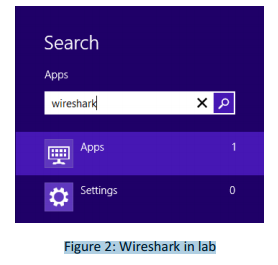 Search
Apps
wireshark
Apps 1
Settings 0
Figure 2: Wireshark in lab